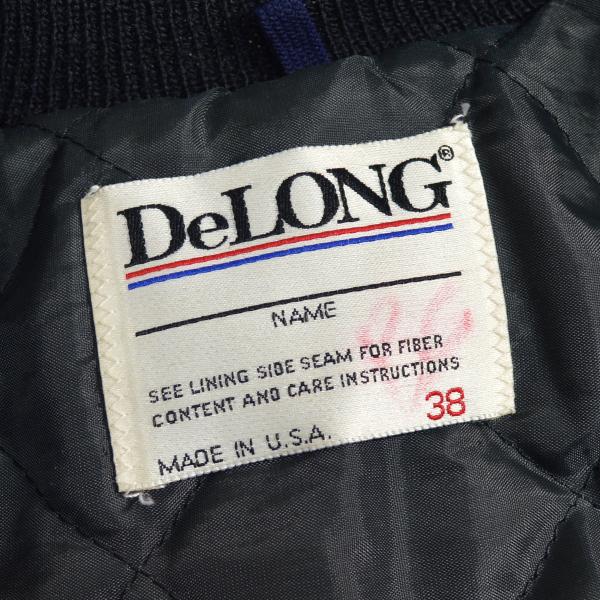 DeLONG®
NAME
SEE LINING SIDE SEAM FOR FIBER
CONTENT AND CARE INSTRUCTIONS
38
MADE IN U.S.A.